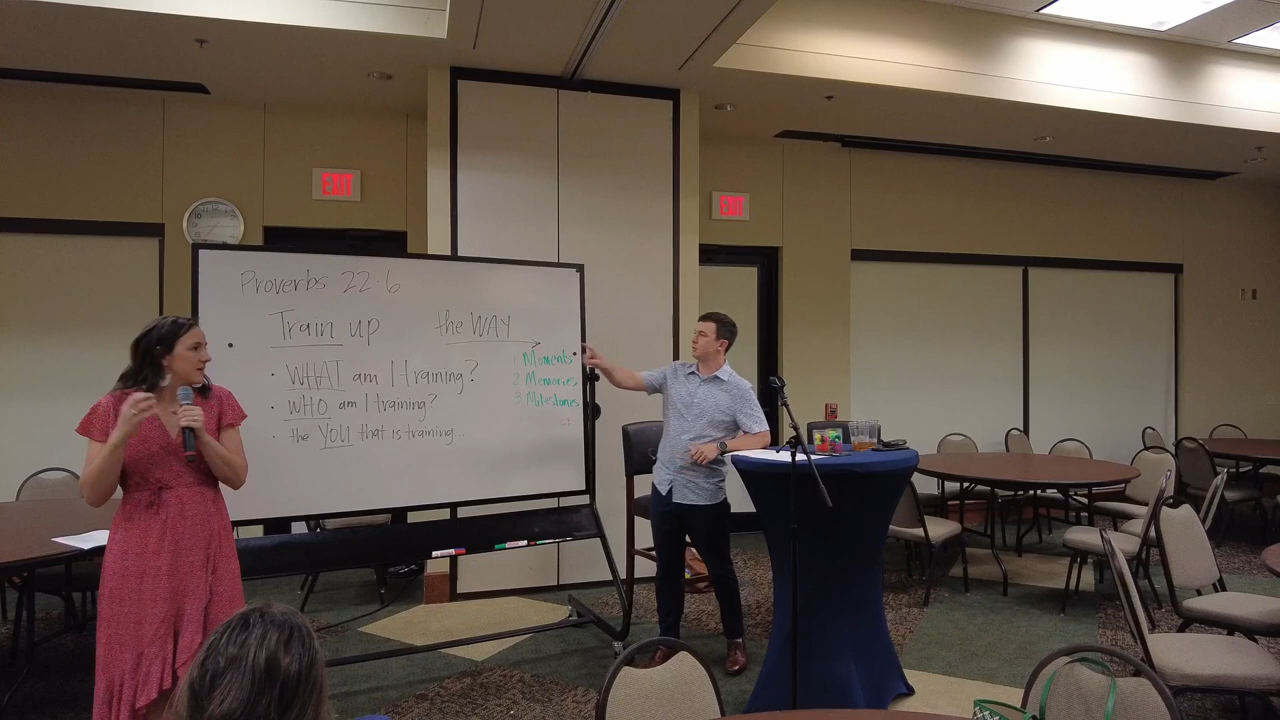 EXIT
EXIT
Proverbs 22:6
Train up the WAY
• WHAT am I training?
• WHO am I training?
• the YOU that is training...
1 Moments
2 Memories
3 Milestones